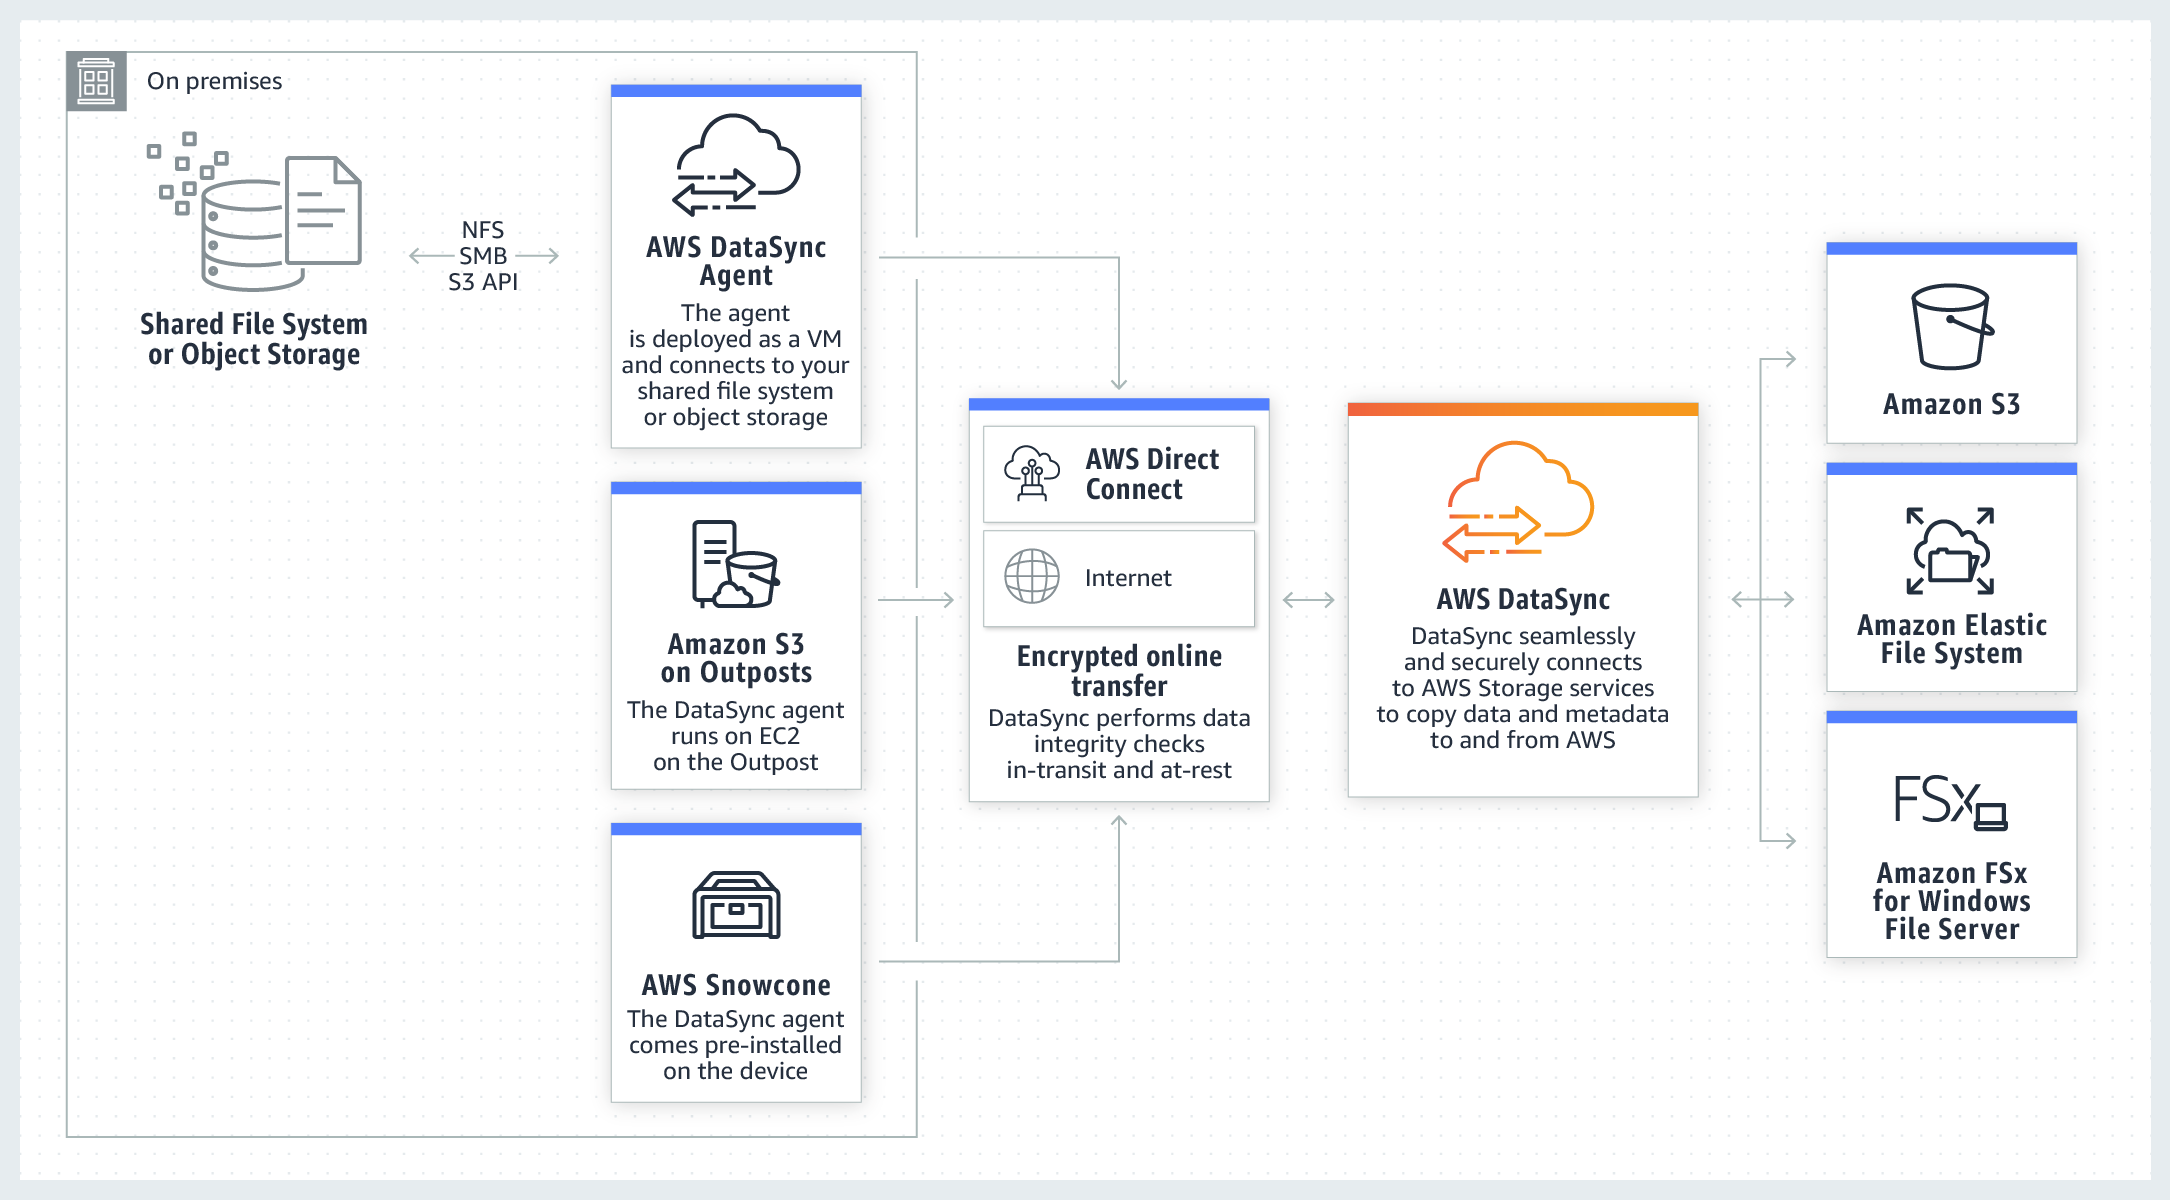 On premises
Shared File System
or Object Storage
NFS
SMB
S3 API
AWS DataSync
Agent
The agent
is deployed as a VM
and connects to your
shared file system
or object storage
Amazon S3
on Outposts
The DataSync agent
runs on EC2
on the Outpost
AWS Snowcone
The DataSync agent
comes pre-installed
on the device
AWS Direct
Connect
Internet
Encrypted online
transfer
DataSync performs data
integrity checks
in-transit and at-rest
AWS DataSync
DataSync seamlessly
and securely connects
to AWS Storage services
to copy data and metadata
to and from AWS
Amazon S3
Amazon Elastic
File System
FSx
Amazon FSx
for Windows
File Server